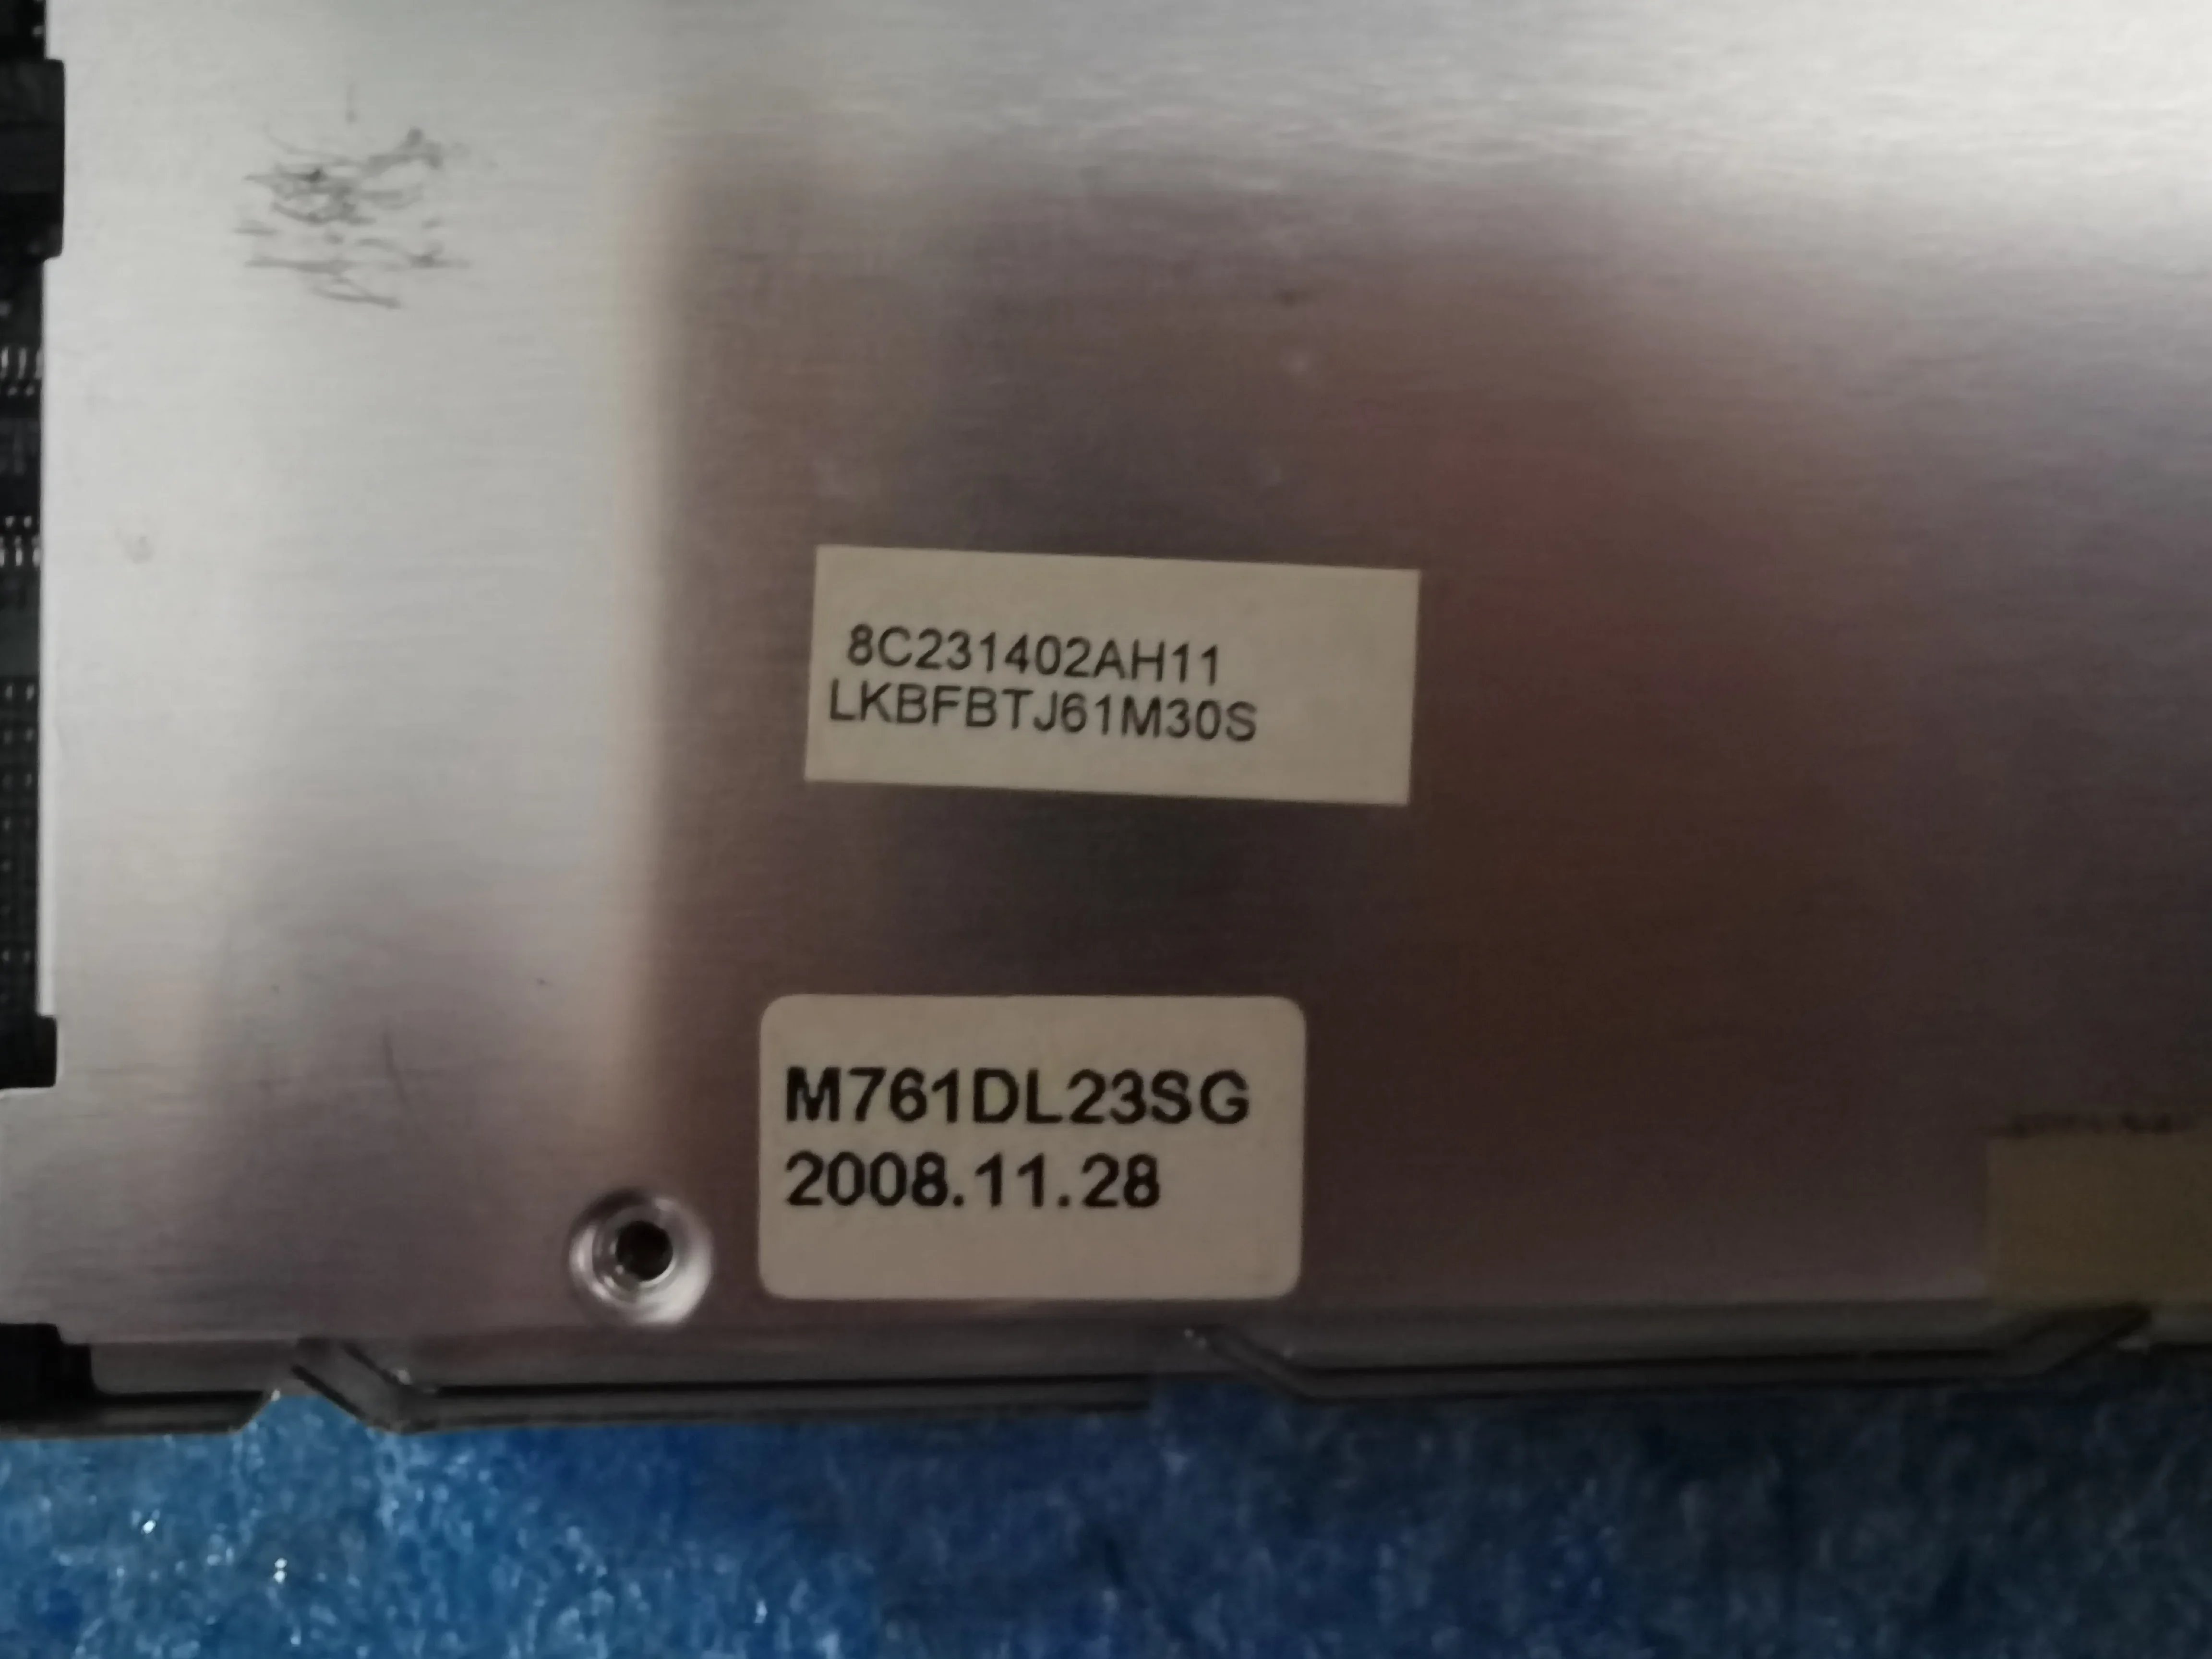 8C231402AH11
LKBFBTJ61M30S
M761DL23SG
2008.11.28